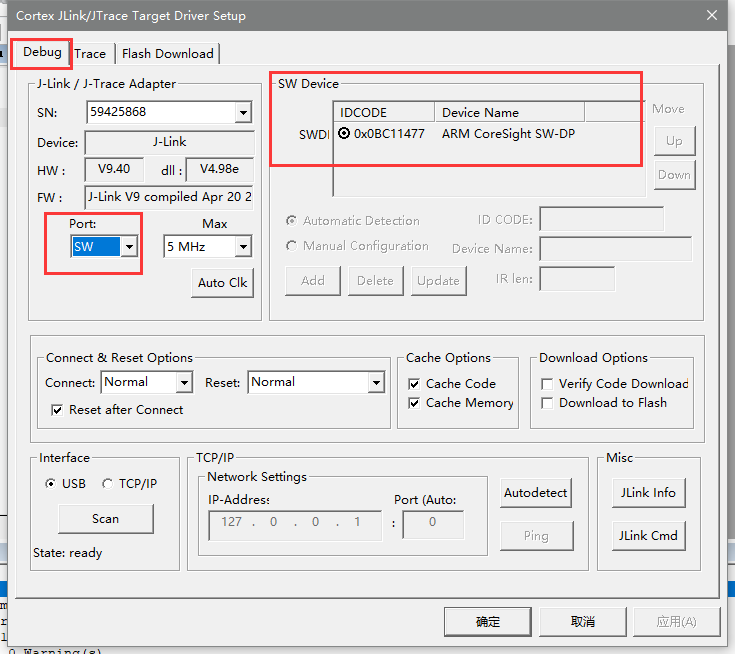 Cortex JLink/JTrace Target Driver Setup
Debug Trace Flash Download
J-Link / J-Trace Adapter
SN: 59425868
Device: J-Link
HW : V9.40 dll : V4.98e
FW : J-Link V9 compiled Apr 20 2
Port: Max
SW 5 MHz
Auto Clk
SW Device
IDCODE Device Name Move
SWDI 0x0BC11477 ARM CoreSight SW-DP Up
Down
Automatic Detection ID CODE:
Manual Configuration Device Name:
Add Delete Update IR len:
Connect & Reset Options
Connect: Normal Reset: Normal
Reset after Connect
Cache Options
Cache Code
Cache Memory
Download Options
Verify Code Download
Download to Flash
Interface
USB TCP/IP
Scan
State: ready
TCP/IP
Network Settings
IP-Address Port (Auto:
127 . 0 . 0 . 1 : 0
Autodetect
Ping
Misc
JLink Info
JLink Cmd
确定 取消 应用(A)
0 Warning(s)